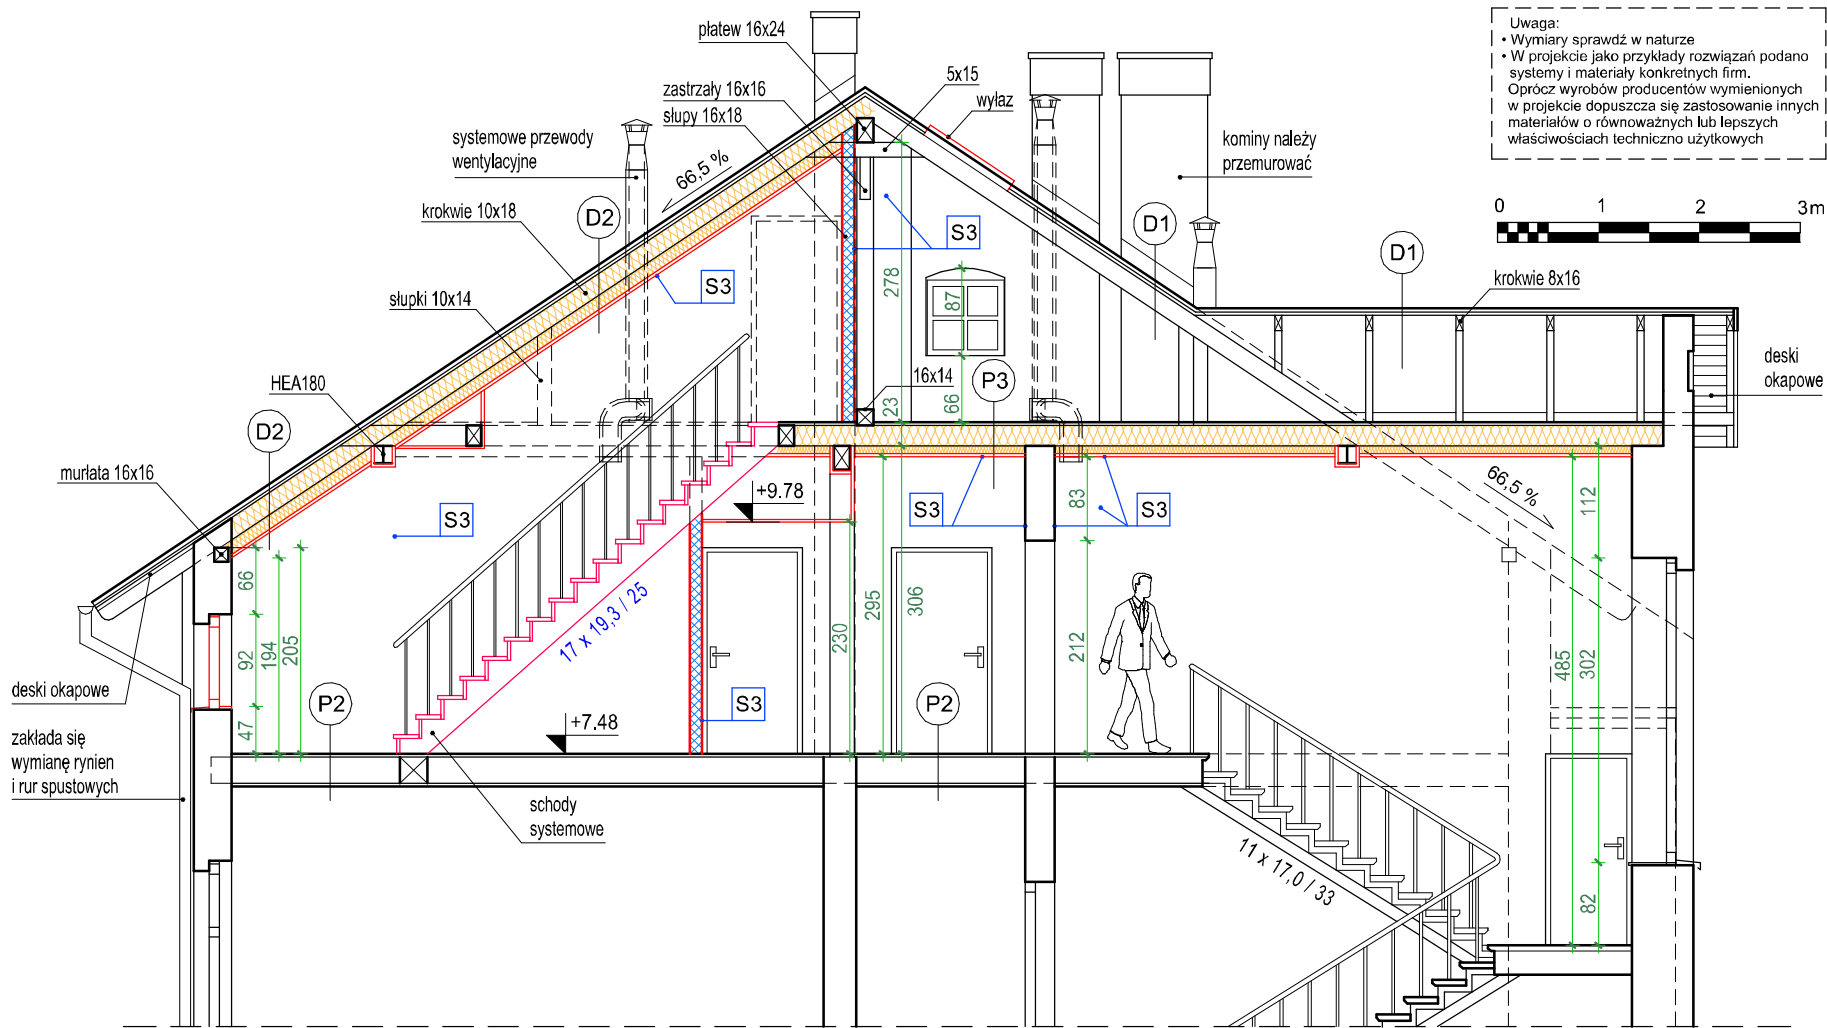 płatew 16x24
zastrzały 16x16
słupy 16x18
5x15
wyłaz
systemowe przewody
wentylacyjne
66,5 %
krokwie 10x18
D2
słupki 10x14
HEA180
D2
murłata 16x16
S3
S3
278
87
23
66
16x14
P3
D1
kominy należy
przemurować
Uwaga:
• Wymiary sprawdź w naturze
• W projekcie jako przykłady rozwiązań podano
systemy i materiały konkretnych firm.
Oprócz wyrobów producentów wymienionych
w projekcie dopuszcza się zastosowanie innych
materiałów o równoważnych lub lepszych
właściwościach techniczno użytkowych
0 1 2 3m
D1
krokwie 8x16
deski
okapowe
66,5 %
S3
+9.78
S3
S3
83
112
66
92
47
194
205
17 x 19,3 / 25
230
295
306
212
485
302
82
deski okapowe
P2
S3
P2
+7.48
zakłada się
wymianę rynien
i rur spustowych
schody
systemowe
11 x 17,0 / 33